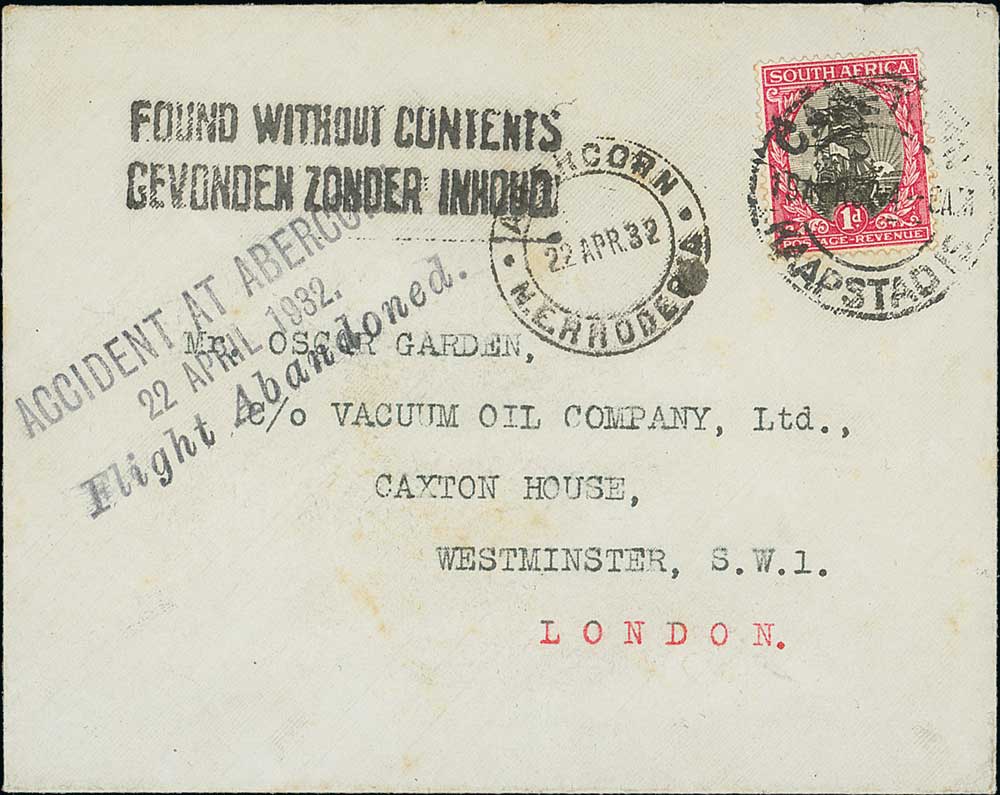 FOUND WITHOUT CONTENTS
GEVONDEN ZONDER INHOUD.
SOUTH AFRICA
1d
POSTAGE-REVENUE
KAAPSTAD
ABERCORN
22 APR.32
N.E.RHODESIA
ACCIDENT AT ABERCORN
22 APRIL 1932.
Flight Abandoned.
Mr. OSCAR GARDEN,
c/o VACUUM OIL COMPANY, Ltd.,
CAXTON HOUSE,
WESTMINSTER, S.W.1.
LONDON.